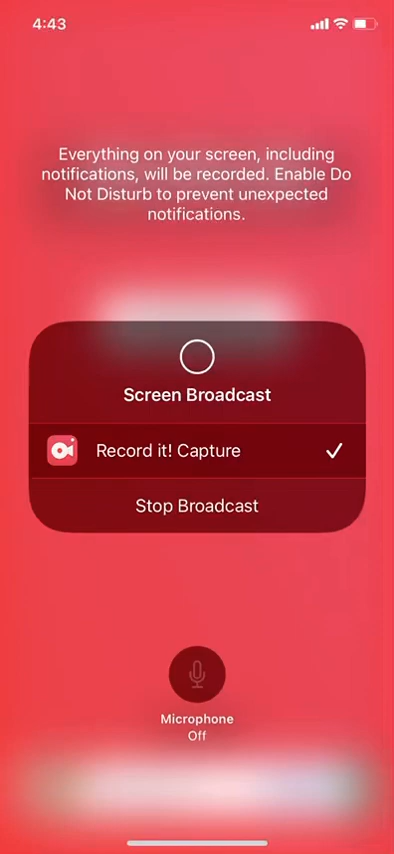 4:43
Everything on your screen, including
notifications, will be recorded. Enable Do
Not Disturb to prevent unexpected
notifications.
Screen Broadcast
Record it! Capture
Stop Broadcast
Microphone
Off